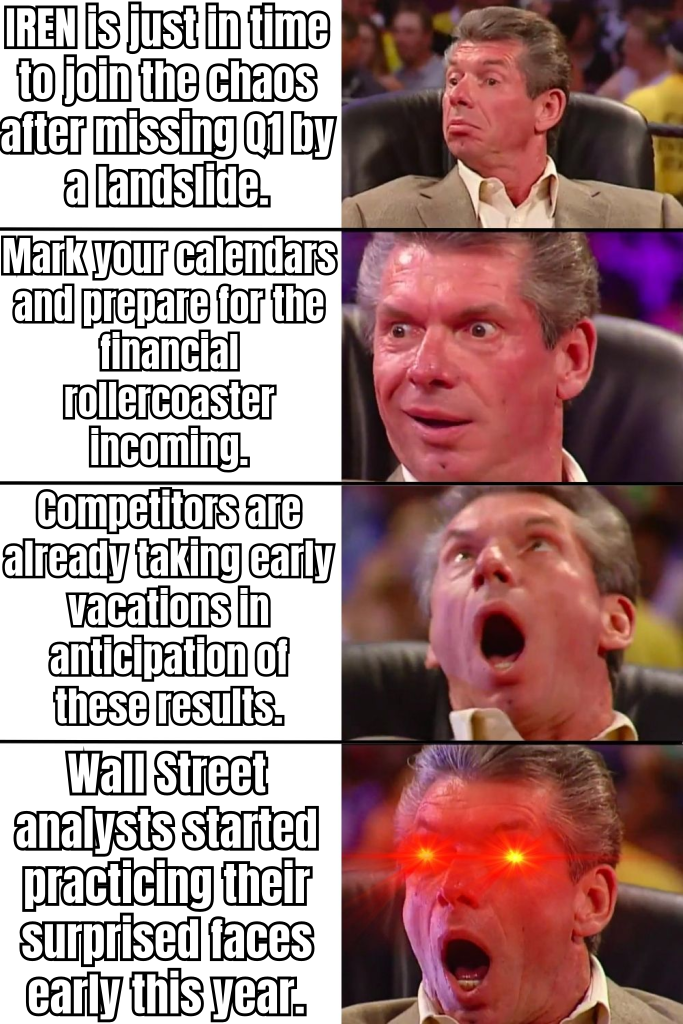 IREN is just in time
to join the chaos
after missing Q1 by
a landslide.
Mark your calendars
and prepare for the
financial
rollercoaster
incoming.
Competitors are
already taking early
vacations in
anticipation of
these results.
Wall Street
analysts started
practicing their
surprised faces
early this year.